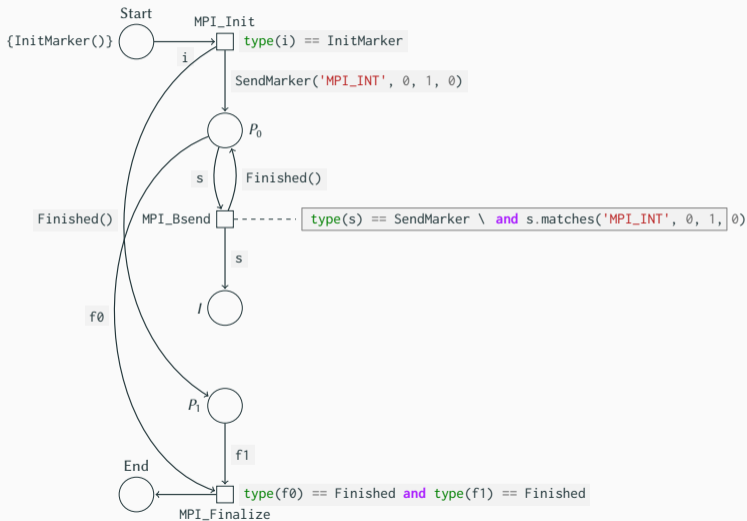 Start
MPI_Init
{InitMarker()}
type(i) == InitMarker
i
SendMarker('MPI_INT', 0, 1, 0)
P0
s
Finished()
Finished()
MPI_Bsend
type(s) == SendMarker \ and s.matches('MPI_INT', 0, 1, 0)
s
I
f0
P1
f1
End
type(f0) == Finished and type(f1) == Finished
MPI_Finalize